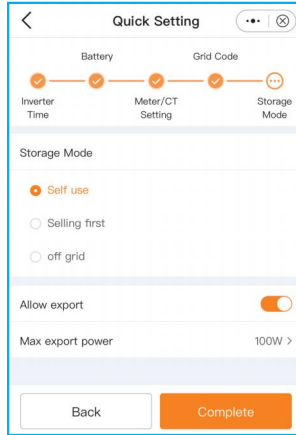 Quick Setting
Battery
Grid Code
Inverter
Time
Meter/CT
Setting
Storage
Mode
Storage Mode
Self use
Selling first
off grid
Allow export
Max export power
100W >
Back
Complete